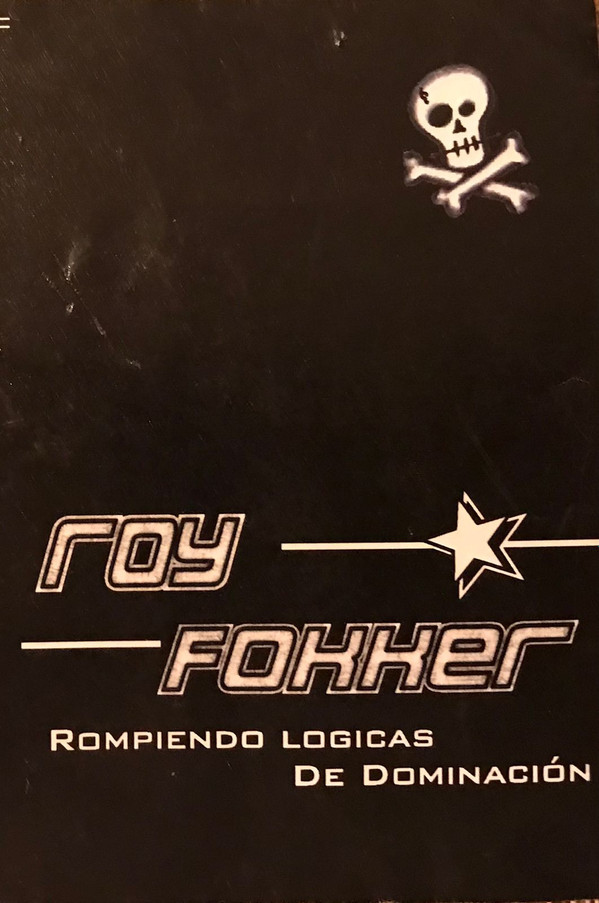 roy
Fokker
Rompiendo logicas
De Dominación